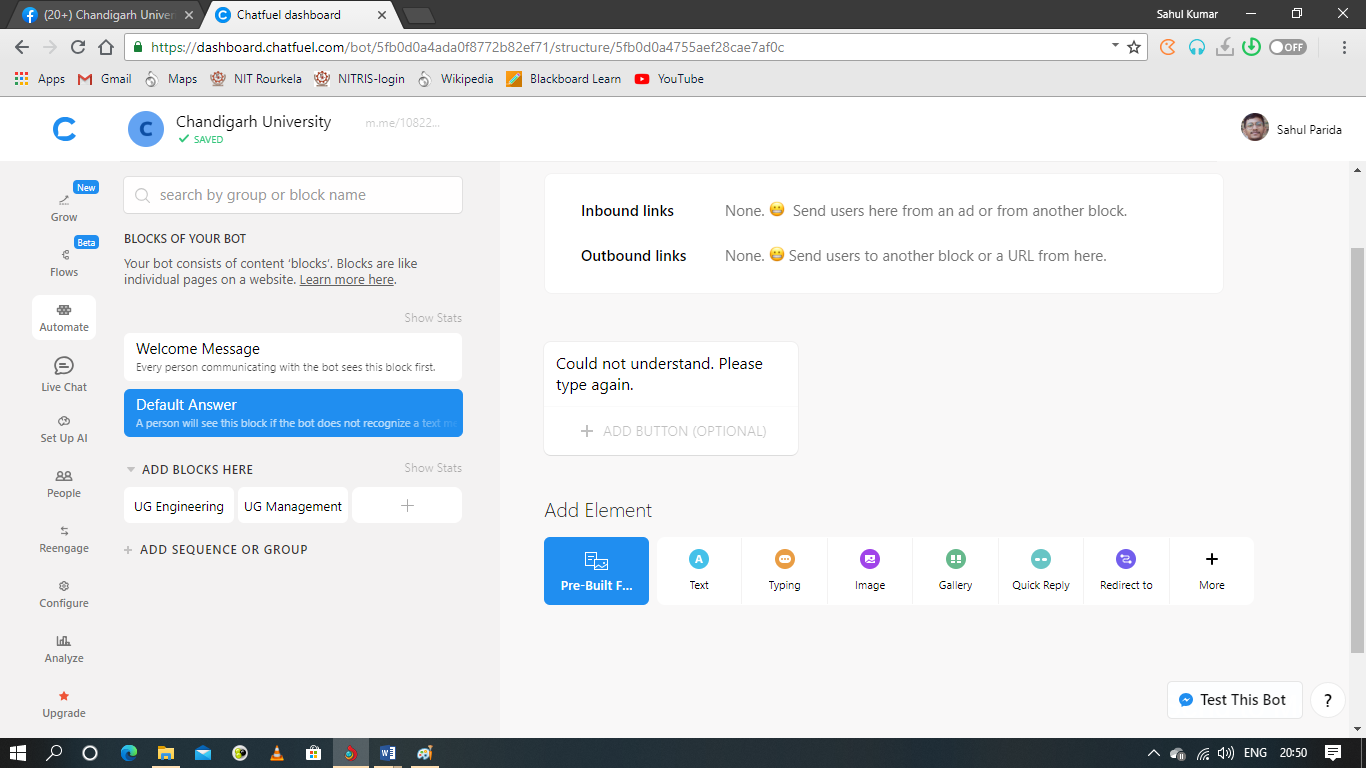 (20+) Chandigarh Univer
Chatfuel dashboard
Sahul Kumar
https://dashboard.chatfuel.com/bot/5fb0d0a4ada0f8772b82ef71/structure/5fb0d0a4755aef28cae7af0c
OFF
Apps
Gmail
Maps
NIT Rourkela
NITRIS-login
Wikipedia
Blackboard Learn
YouTube
C
Chandigarh University
SAVED
m.me/10822...
Sahul Parida
New
Grow
Beta
Flows
Automate
Live Chat
Set Up AI
People
Reengage
Configure
Analyze
Upgrade
search by group or block name
BLOCKS OF YOUR BOT
Your bot consists of content ‘blocks’. Blocks are like
individual pages on a website. Learn more here.
Show Stats
Welcome Message
Every person communicating with the bot sees this block first.
Default Answer
A person will see this block if the bot does not recognize a text me
ADD BLOCKS HERE
Show Stats
UG Engineering
UG Management
+ ADD SEQUENCE OR GROUP
Inbound links
None. 😁 Send users here from an ad or from another block.
Outbound links
None. 😁 Send users to another block or a URL from here.
Could not understand. Please
type again.
+ ADD BUTTON (OPTIONAL)
Add Element
Pre-Built F...
A
Text
Typing
Image
Gallery
Quick Reply
Redirect to
More
Test This Bot
?
ENG
20:50